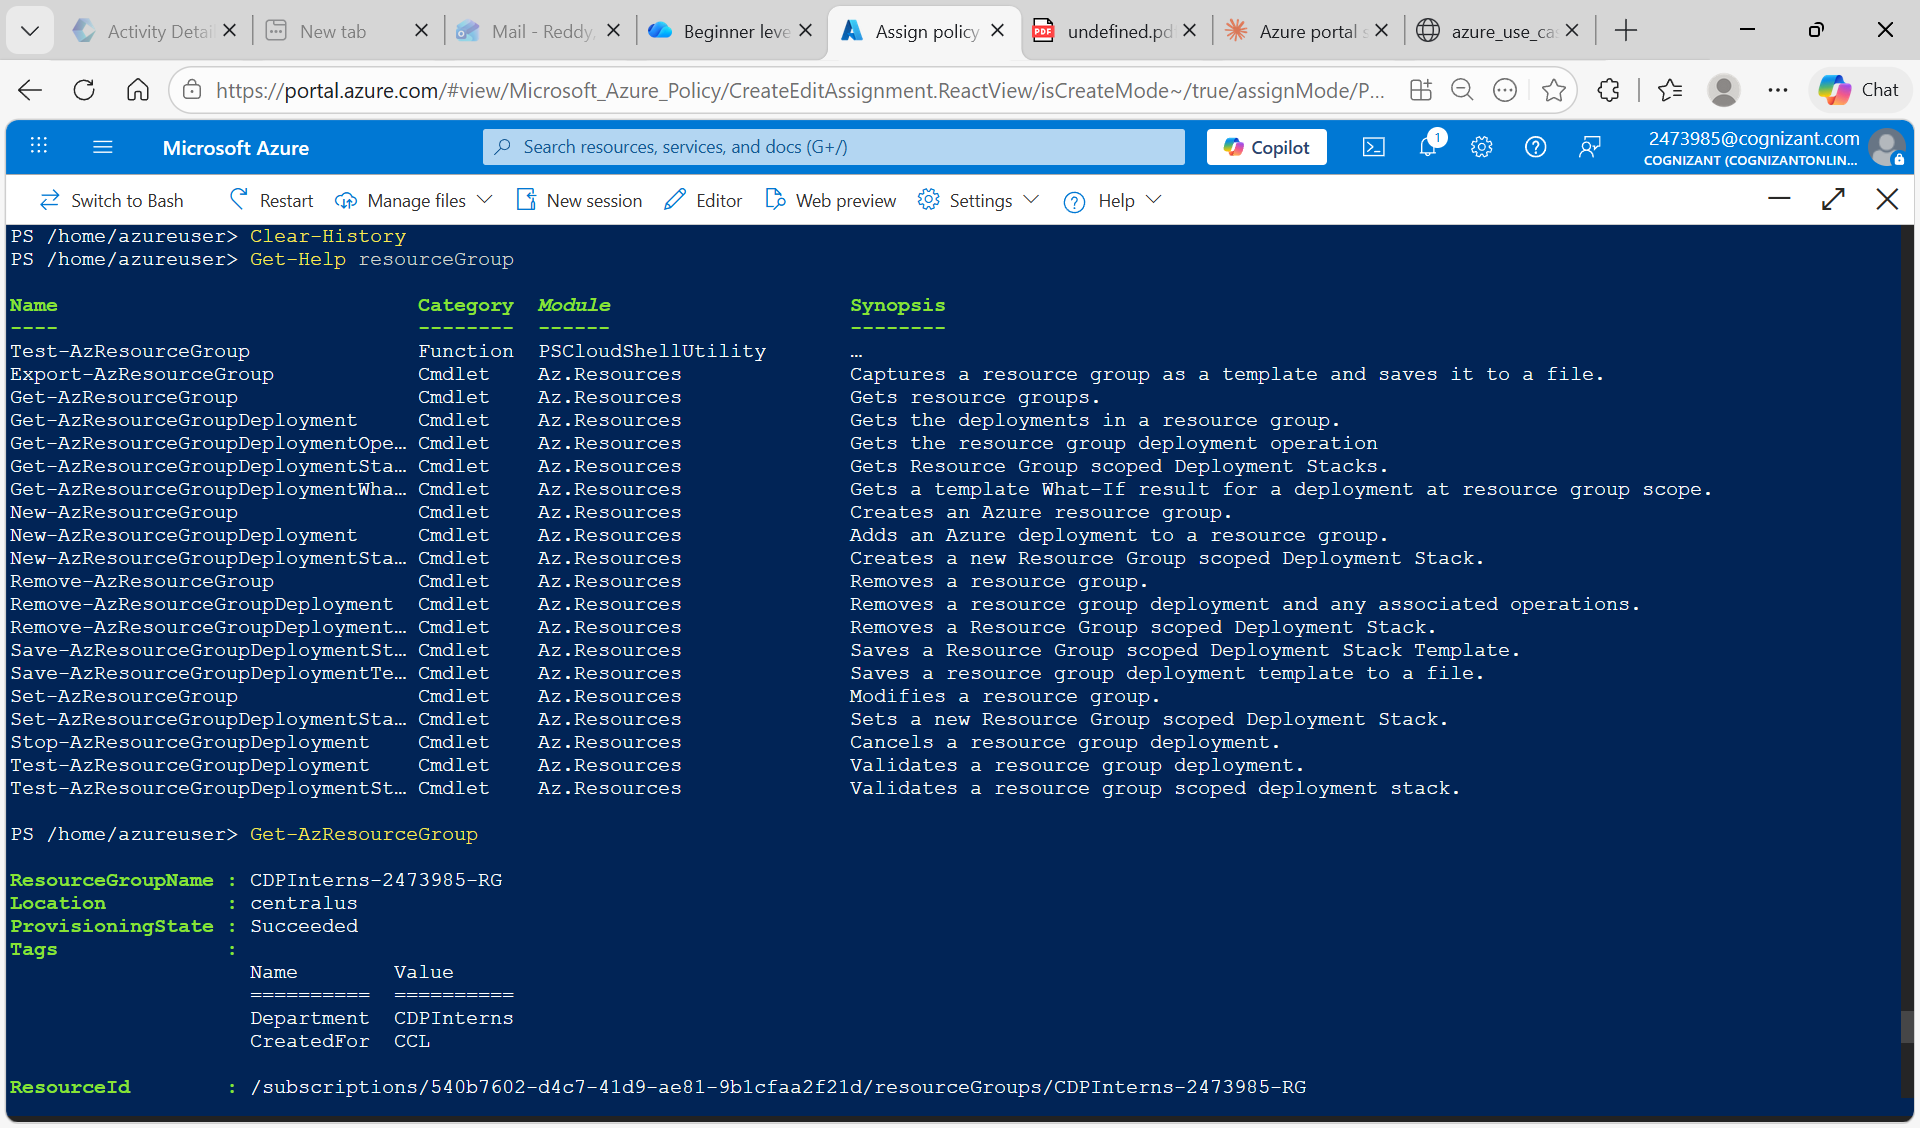 Activity Detai
New tab
Mail - Reddy,
Beginner leve
Assign policy
undefined.pd
Azure portal s
azure_use_ca
https://portal.azure.com/#view/Microsoft_Azure_Policy/CreateEditAssignment.ReactView/isCreateMode~/true/assignMode/P...
Chat
Microsoft Azure
Search resources, services, and docs (G+/)
Copilot
1
2473985@cognizant.com
COGNIZANT (COGNIZANTONLIN...
Switch to Bash
Restart
Manage files
New session
Editor
Web preview
Settings
Help
PS /home/azureuser> Clear-History
PS /home/azureuser> Get-Help resourceGroup
Name Category Module Synopsis
---- -------- ------ --------
Test-AzResourceGroup Function PSCloudShellUtility …
Export-AzResourceGroup Cmdlet Az.Resources Captures a resource group as a template and saves it to a file.
Get-AzResourceGroup Cmdlet Az.Resources Gets resource groups.
Get-AzResourceGroupDeployment Cmdlet Az.Resources Gets the deployments in a resource group.
Get-AzResourceGroupDeploymentOpe… Cmdlet Az.Resources Gets the resource group deployment operation
Get-AzResourceGroupDeploymentSta… Cmdlet Az.Resources Gets Resource Group scoped Deployment Stacks.
Get-AzResourceGroupDeploymentWha… Cmdlet Az.Resources Gets a template What-If result for a deployment at resource group scope.
New-AzResourceGroup Cmdlet Az.Resources Creates an Azure resource group.
New-AzResourceGroupDeployment Cmdlet Az.Resources Adds an Azure deployment to a resource group.
New-AzResourceGroupDeploymentSta… Cmdlet Az.Resources Creates a new Resource Group scoped Deployment Stack.
Remove-AzResourceGroup Cmdlet Az.Resources Removes a resource group.
Remove-AzResourceGroupDeployment Cmdlet Az.Resources Removes a resource group deployment and any associated operations.
Remove-AzResourceGroupDeployment… Cmdlet Az.Resources Removes a Resource Group scoped Deployment Stack.
Save-AzResourceGroupDeploymentSt… Cmdlet Az.Resources Saves a Resource Group scoped Deployment Stack Template.
Save-AzResourceGroupDeploymentTe… Cmdlet Az.Resources Saves a resource group deployment template to a file.
Set-AzResourceGroup Cmdlet Az.Resources Modifies a resource group.
Set-AzResourceGroupDeploymentSta… Cmdlet Az.Resources Sets a new Resource Group scoped Deployment Stack.
Stop-AzResourceGroupDeployment Cmdlet Az.Resources Cancels a resource group deployment.
Test-AzResourceGroupDeployment Cmdlet Az.Resources Validates a resource group deployment.
Test-AzResourceGroupDeploymentSt… Cmdlet Az.Resources Validates a resource group scoped deployment stack.
PS /home/azureuser> Get-AzResourceGroup
ResourceGroupName : CDPInterns-2473985-RG
Location : centralus
ProvisioningState : Succeeded
Tags :
Name Value
========== ==========
Department CDPInterns
CreatedFor CCL
ResourceId : /subscriptions/540b7602-d4c7-41d9-ae81-9b1cfaa2f21d/resourceGroups/CDPInterns-2473985-RG